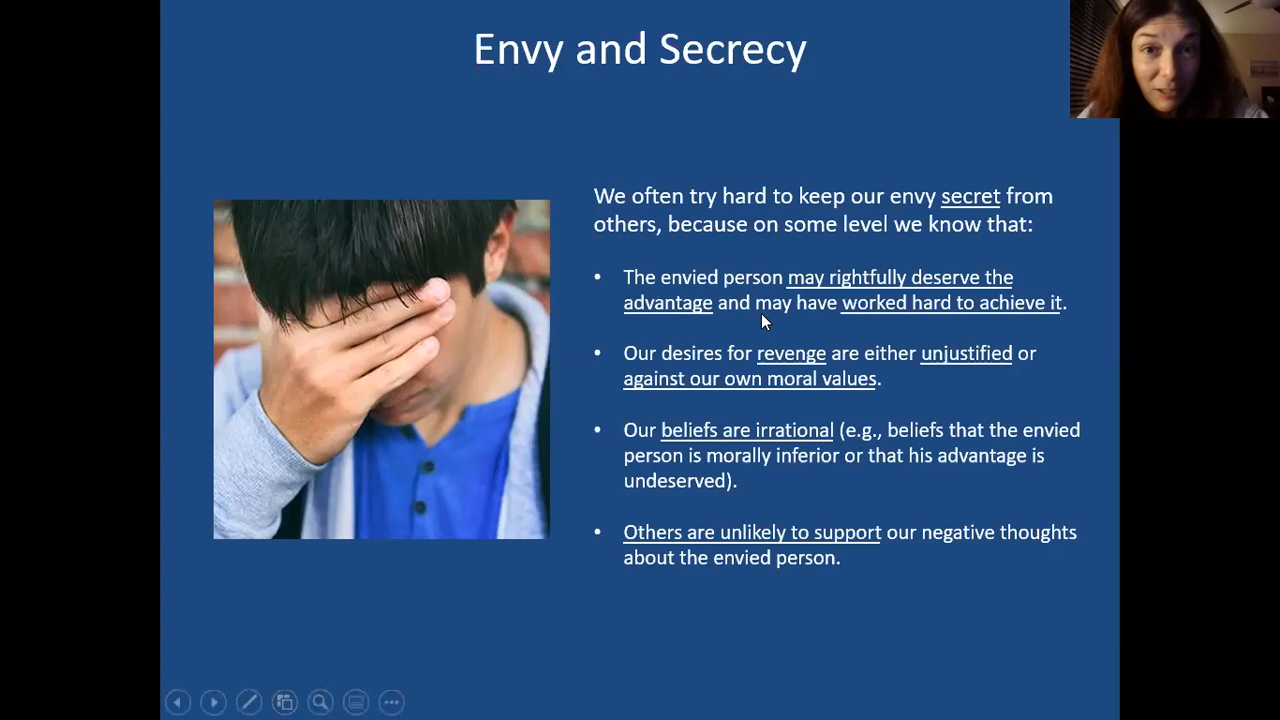 Envy and Secrecy
We often try hard to keep our envy secret from
others, because on some level we know that:
• The envied person may rightfully deserve the
advantage and may have worked hard to achieve it.
• Our desires for revenge are either unjustified or
against our own moral values.
• Our beliefs are irrational (e.g., beliefs that the envied
person is morally inferior or that his advantage is
undeserved).
• Others are unlikely to support our negative thoughts
about the envied person.